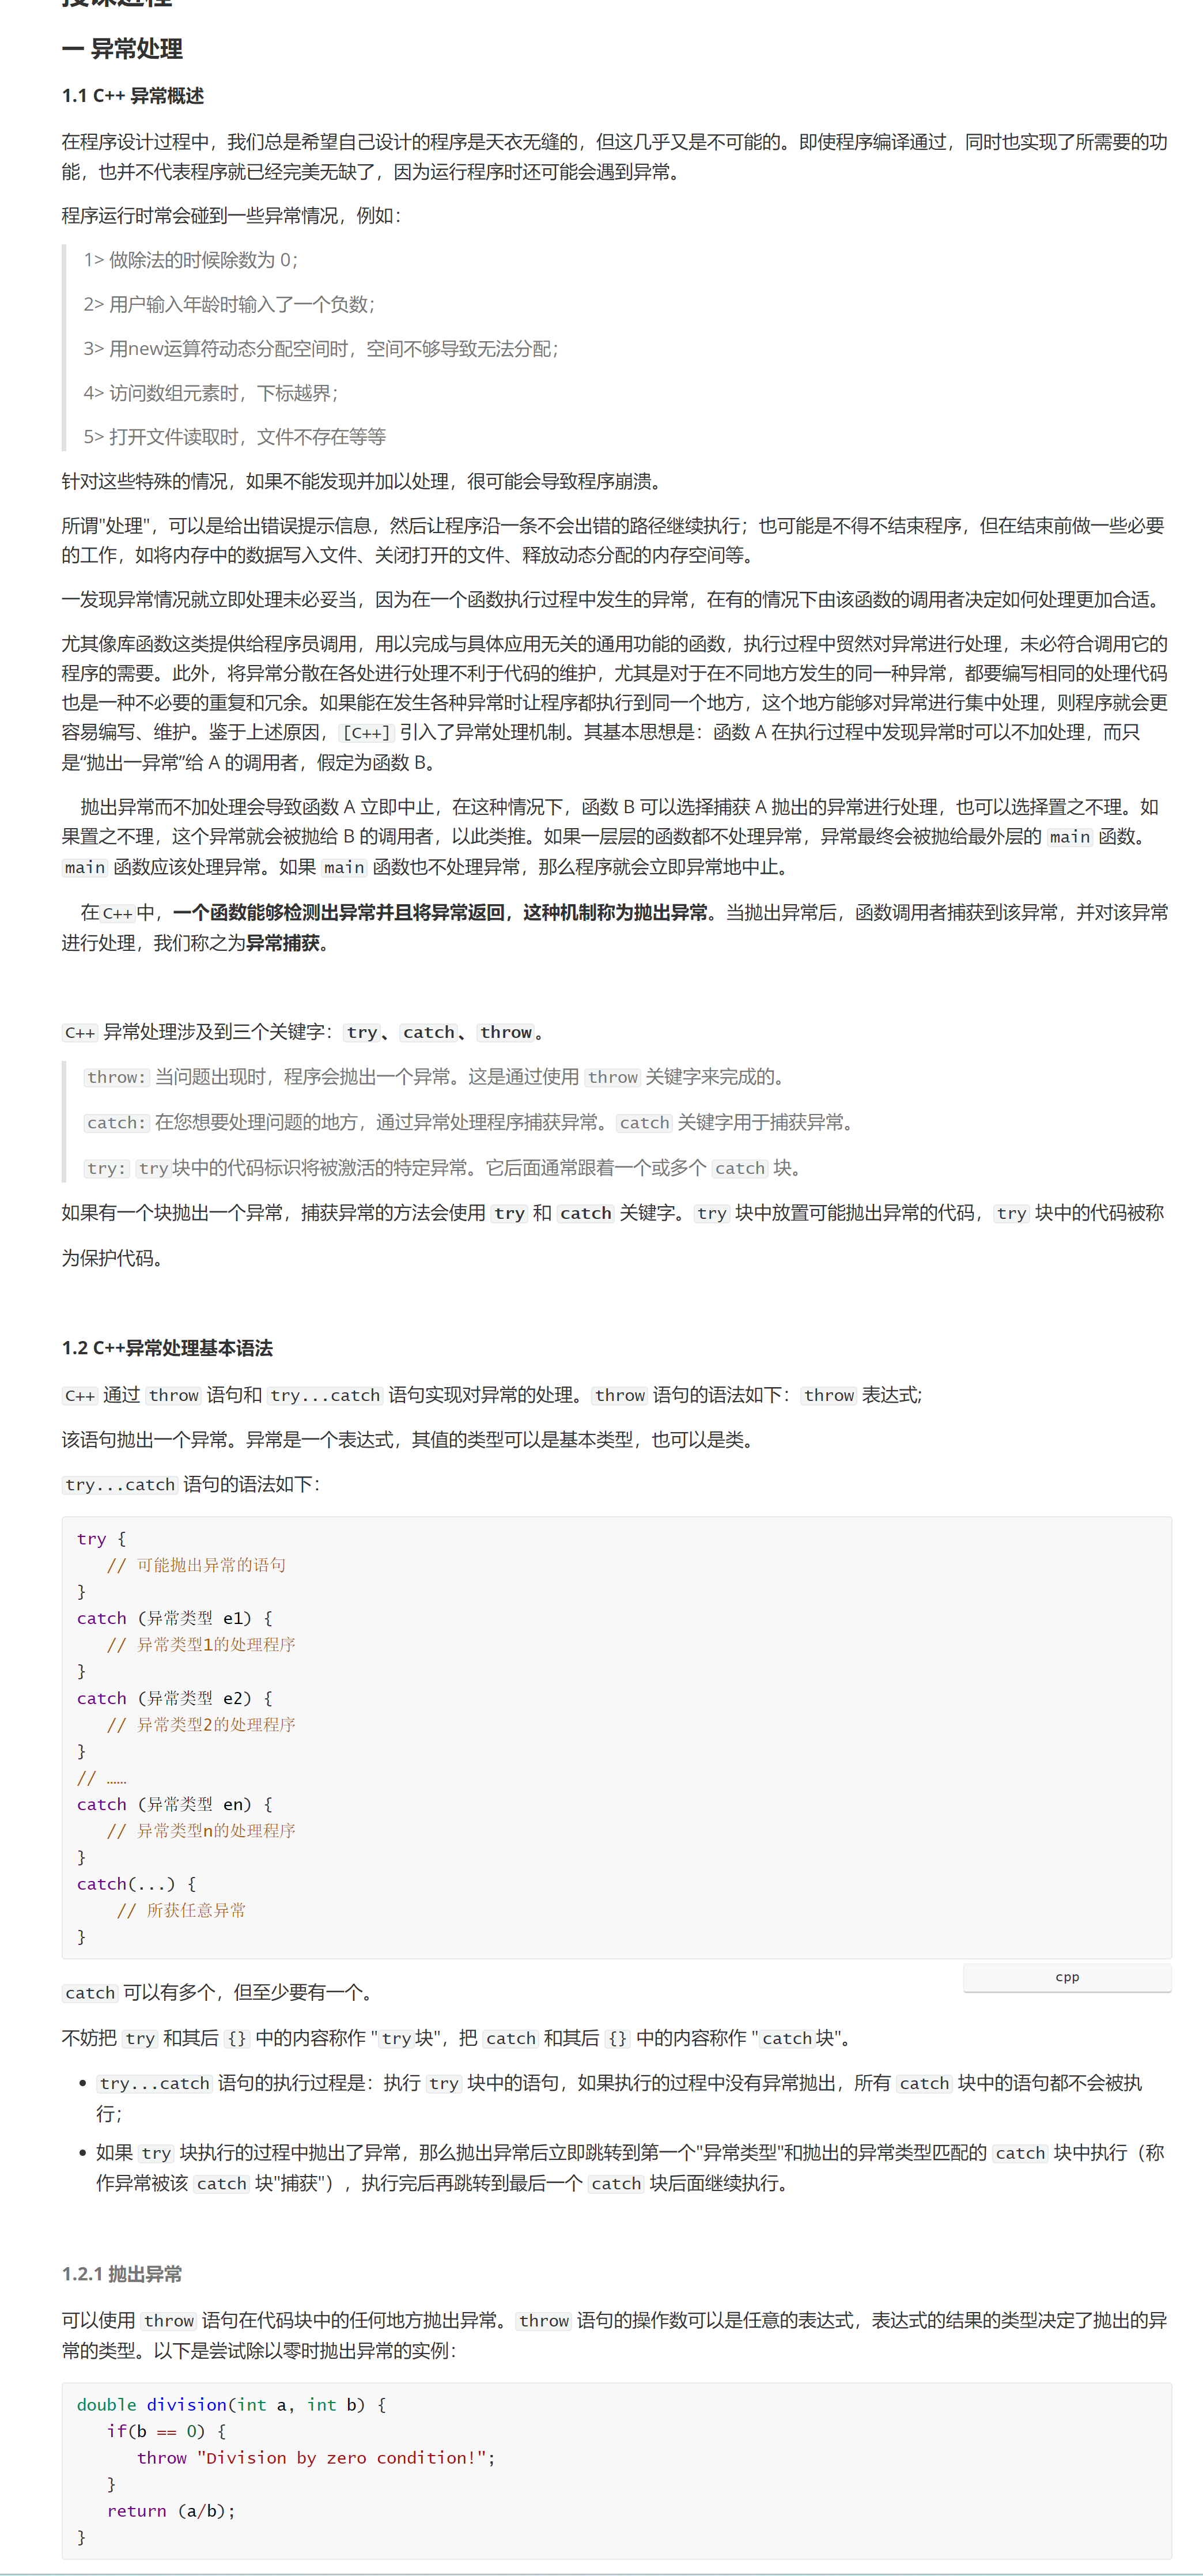 授课进程
一 异常处理
1.1 C++ 异常概述
在程序设计过程中，我们总是希望自己设计的程序是天衣无缝的，但这几乎又是不可能的。即使程序编译通过，同时也实现了所需要的功
能，也并不代表程序就已经完美无缺了，因为运行程序时还可能会遇到异常。
程序运行时常会碰到一些异常情况，例如：
1> 做除法的时候除数为 0；
2> 用户输入年龄时输入了一个负数；
3> 用new运算符动态分配空间时，空间不够导致无法分配；
4> 访问数组元素时，下标越界；
5> 打开文件读取时，文件不存在等等
针对这些特殊的情况，如果不能发现并加以处理，很可能会导致程序崩溃。
所谓"处理"，可以是给出错误提示信息，然后让程序沿一条不会出错的路径继续执行；也可能是不得不结束程序，但在结束前做一些必要
的工作，如将内存中的数据写入文件、关闭打开的文件、释放动态分配的内存空间等。
一发现异常情况就立即处理未必妥当，因为在一个函数执行过程中发生的异常，在有的情况下由该函数的调用者决定如何处理更加合适。
尤其像库函数这类提供给程序员调用，用以完成与具体应用无关的通用功能的函数，执行过程中贸然对异常进行处理，未必符合调用它的
程序的需要。此外，将异常分散在各处进行处理不利于代码的维护，尤其是对于在不同地方发生的同一种异常，都要编写相同的处理代码
也是一种不必要的重复和冗余。如果能在发生各种异常时让程序都执行到同一个地方，这个地方能够对异常进行集中处理，则程序就会更
容易编写、维护。鉴于上述原因， [C++] 引入了异常处理机制。其基本思想是：函数 A 在执行过程中发现异常时可以不加处理，而只
是“抛出一异常”给 A 的调用者，假定为函数 B。
抛出异常而不加处理会导致函数 A 立即中止，在这种情况下，函数 B 可以选择捕获 A 抛出的异常进行处理，也可以选择置之不理。如
果置之不理，这个异常就会被抛给 B 的调用者，以此类推。如果一层层的函数都不处理异常，异常最终会被抛给最外层的 main 函数。
main 函数应该处理异常。如果 main 函数也不处理异常，那么程序就会立即异常地中止。
在C++中，一个函数能够检测出异常并且将异常返回，这种机制称为抛出异常。当抛出异常后，函数调用者捕获到该异常，并对该异常
进行处理，我们称之为异常捕获。
C++ 异常处理涉及到三个关键字：try、catch、throw。
throw: 当问题出现时，程序会抛出一个异常。这是通过使用 throw 关键字来完成的。
catch: 在您想要处理问题的地方，通过异常处理程序捕获异常。catch 关键字用于捕获异常。
try: try块中的代码标识将被激活的特定异常。它后面通常跟着一个或多个 catch 块。
如果有一个块抛出一个异常，捕获异常的方法会使用 try 和 catch 关键字。try 块中放置可能抛出异常的代码，try 块中的代码被称
为保护代码。
1.2 C++异常处理基本语法
C++ 通过 throw 语句和 try...catch 语句实现对异常的处理。throw 语句的语法如下：throw 表达式;
该语句抛出一个异常。异常是一个表达式，其值的类型可以是基本类型，也可以是类。
try...catch 语句的语法如下：
try {
// 可能抛出异常的语句
}
catch (异常类型 e1) {
// 异常类型1的处理程序
}
catch (异常类型 e2) {
// 异常类型2的处理程序
}
// ……
catch (异常类型 en) {
// 异常类型n的处理程序
}
catch(...) {
// 所获任意异常
}
cpp
catch 可以有多个，但至少要有一个。
不妨把 try 和其后 {} 中的内容称作 "try块"，把 catch 和其后 {} 中的内容称作 "catch块"。
• try...catch 语句的执行过程是：执行 try 块中的语句，如果执行的过程中没有异常抛出，所有 catch 块中的语句都不会被执
行；
• 如果 try 块执行的过程中抛出了异常，那么抛出异常后立即跳转到第一个"异常类型"和抛出的异常类型匹配的 catch 块中执行（称
作异常被该 catch 块"捕获"），执行完后再跳转到最后一个 catch 块后面继续执行。
1.2.1 抛出异常
可以使用 throw 语句在代码块中的任何地方抛出异常。throw 语句的操作数可以是任意的表达式，表达式的结果的类型决定了抛出的异
常的类型。以下是尝试除以零时抛出异常的实例：
double division(int a, int b) {
if(b == 0) {
throw "Division by zero condition!";
}
return (a/b);
}